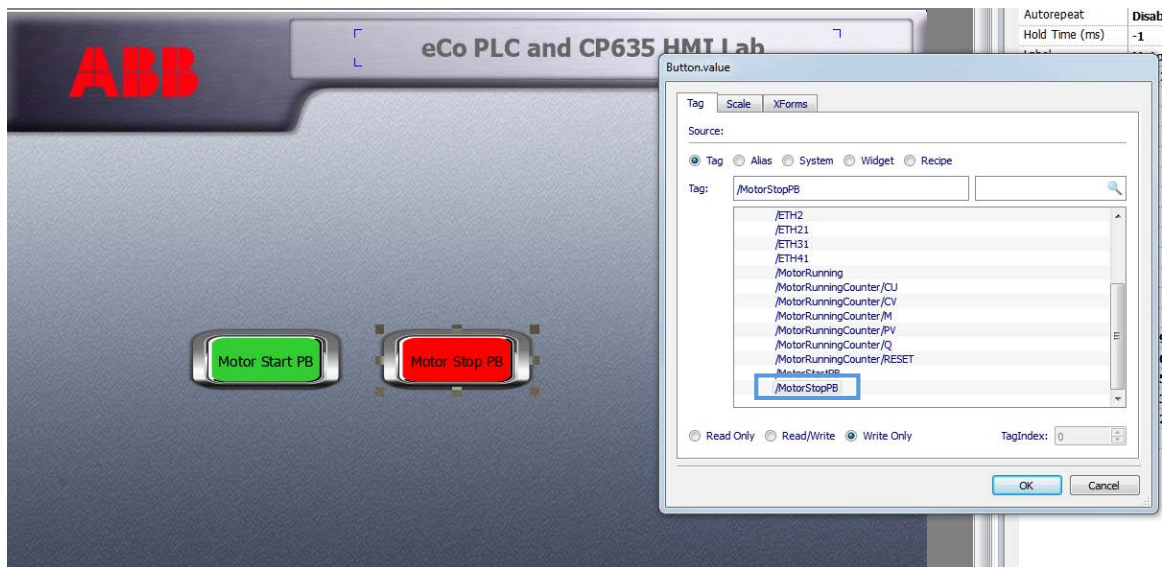 ABB
eCo PLC and CP635 HMI Lab
Motor Start PB
Motor Stop PB
Autorepeat
Hold Time (ms)
-1
Button.value
Tag Scale XForms
Source:
Tag Alias System Widget Recipe
Tag: /MotorStopPB
/ETH2
/ETH21
/ETH31
/ETH41
/MotorRunning
/MotorRunningCounter/CU
/MotorRunningCounter/CV
/MotorRunningCounter/M
/MotorRunningCounter/PV
/MotorRunningCounter/Q
/MotorRunningCounter/RESET
/MotorStartPB
/MotorStopPB
Read Only Read/Write Write Only TagIndex: 0
OK Cancel